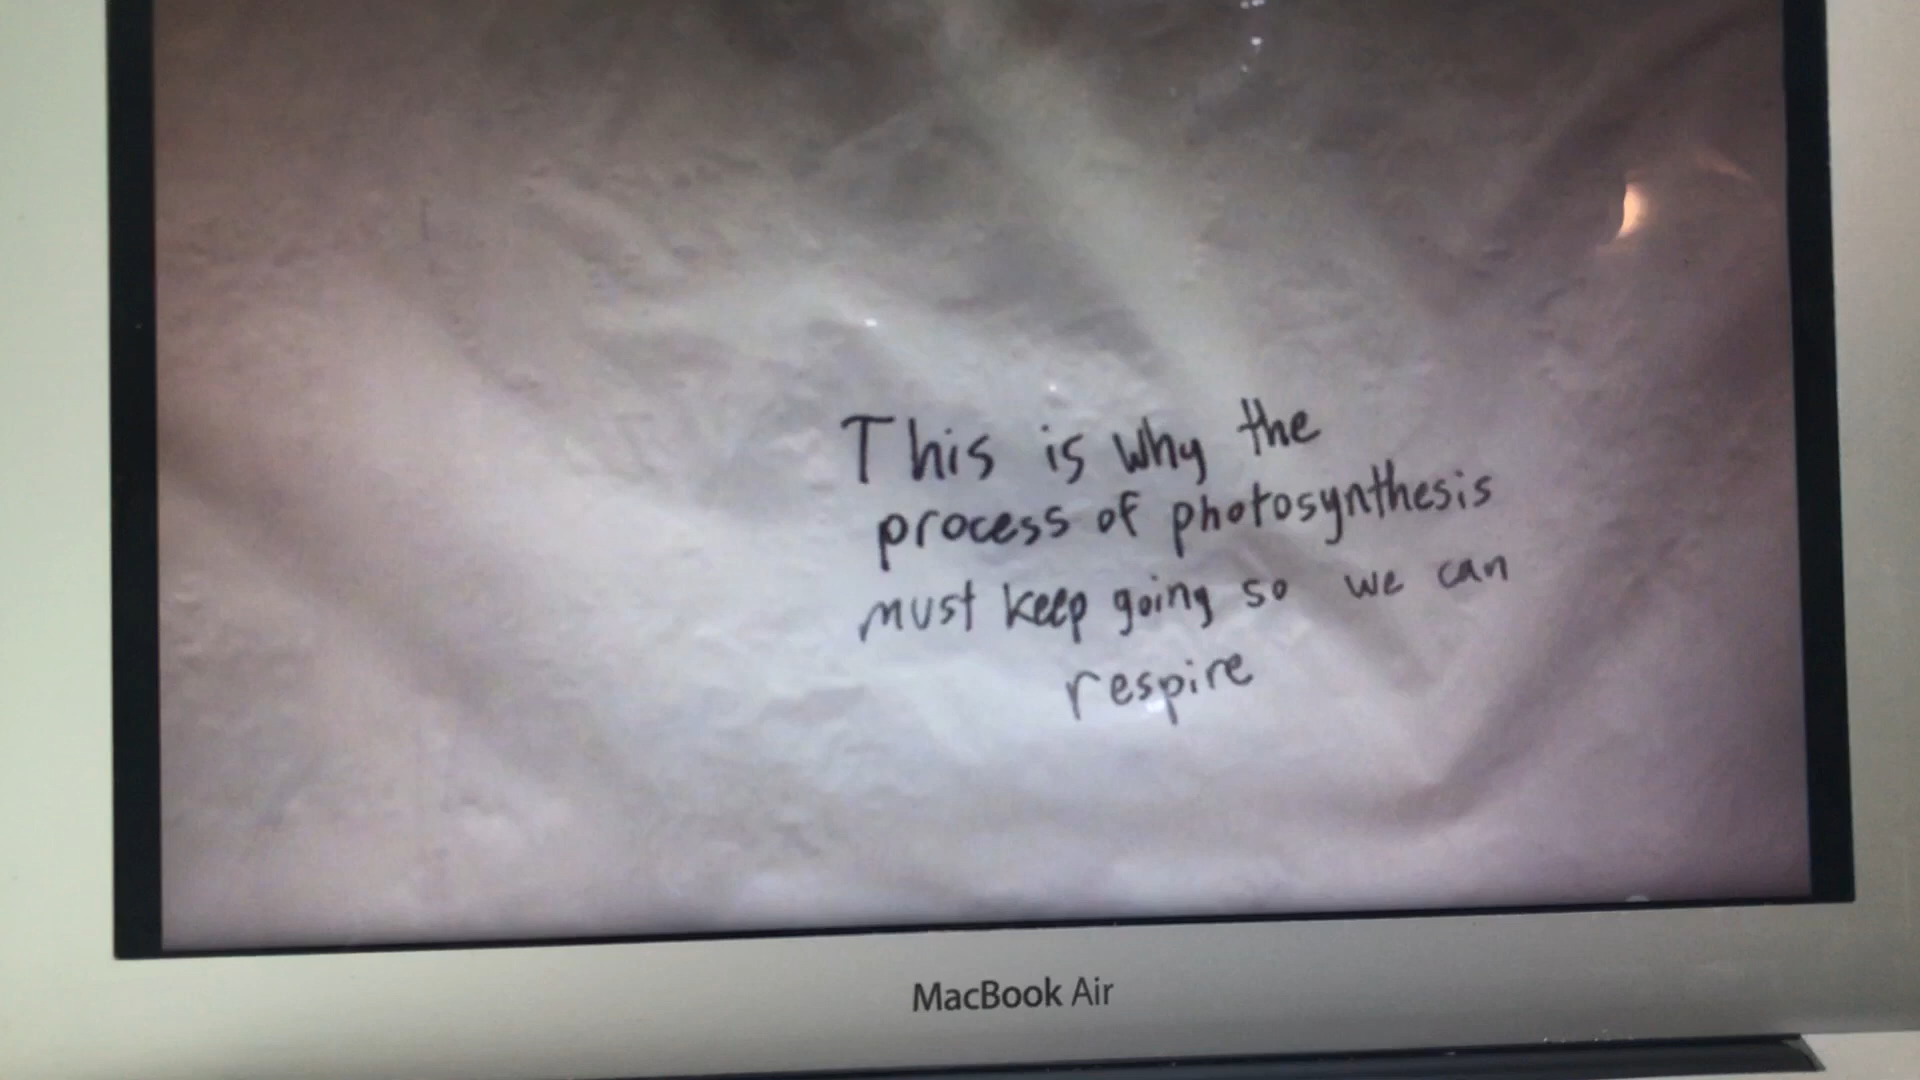 This is why the
process of photosynthesis
must keep going so we can
respire
MacBook Air